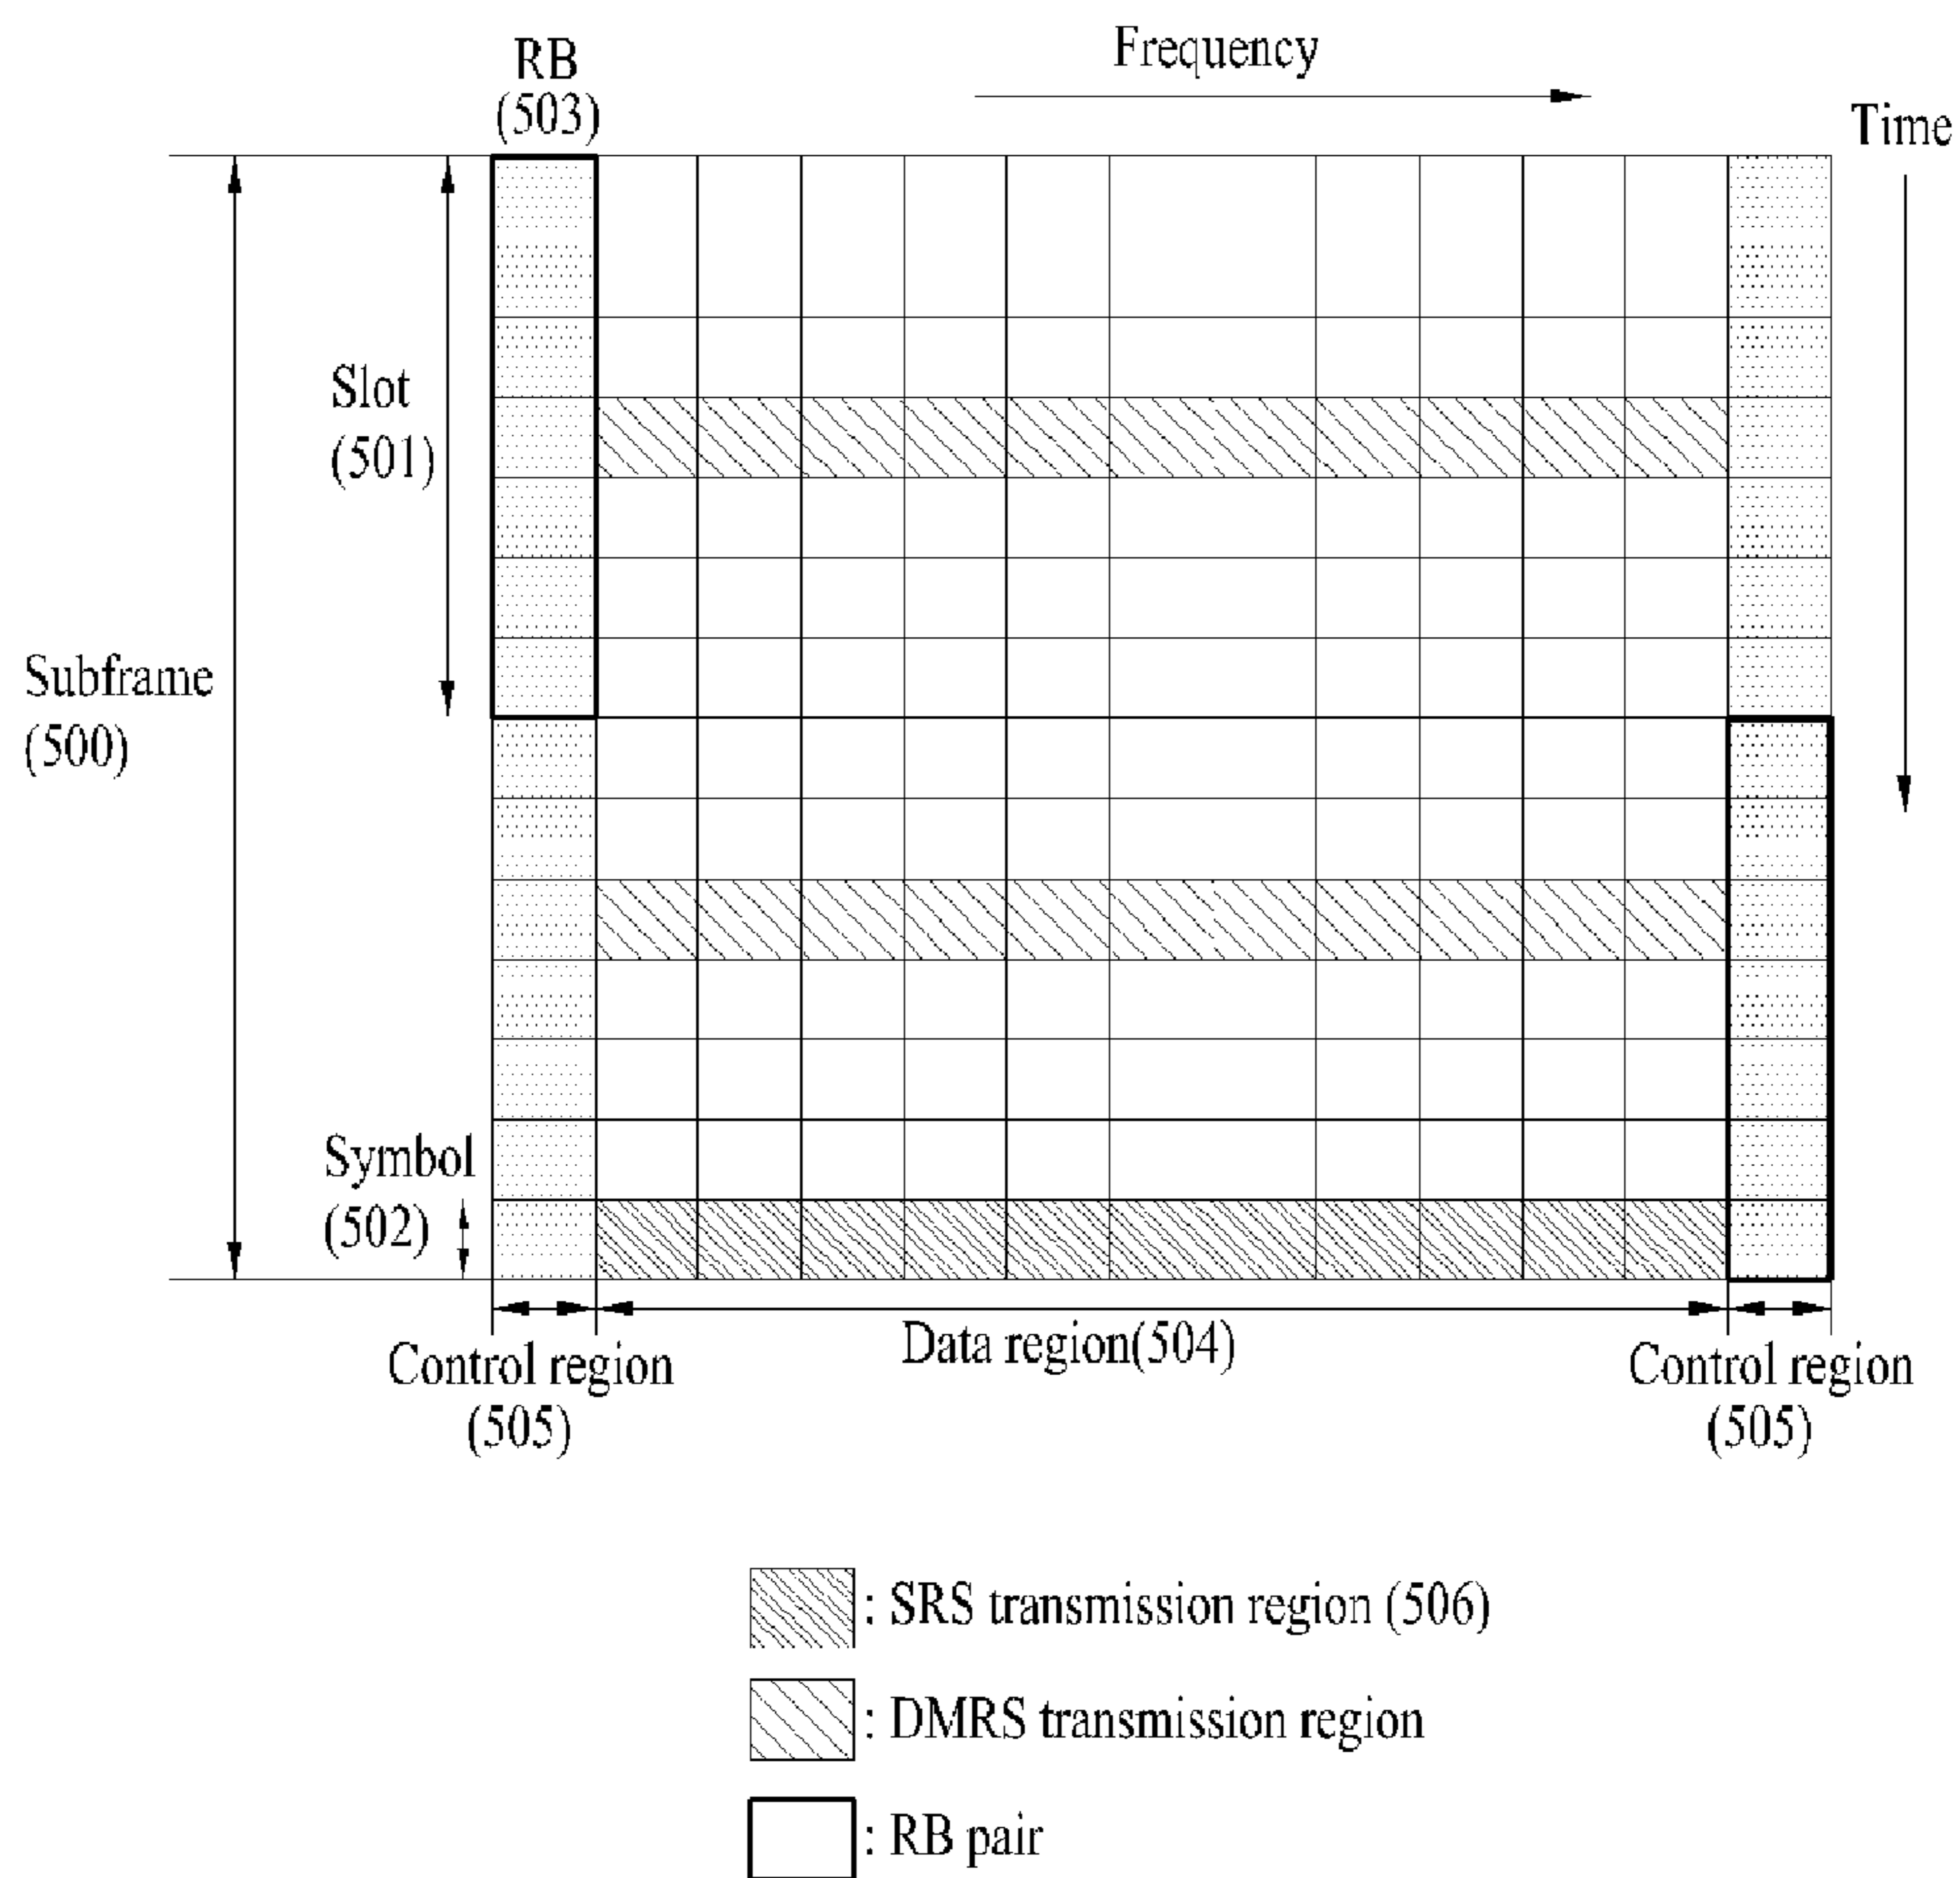 RB
(503)
Frequency
Time
Slot
(501)
Subframe
(500)
Symbol
(502)
Control region
(505)
Data region(504)
Control region
(505)
: SRS transmission region (506)
: DMRS transmission region
: RB pair